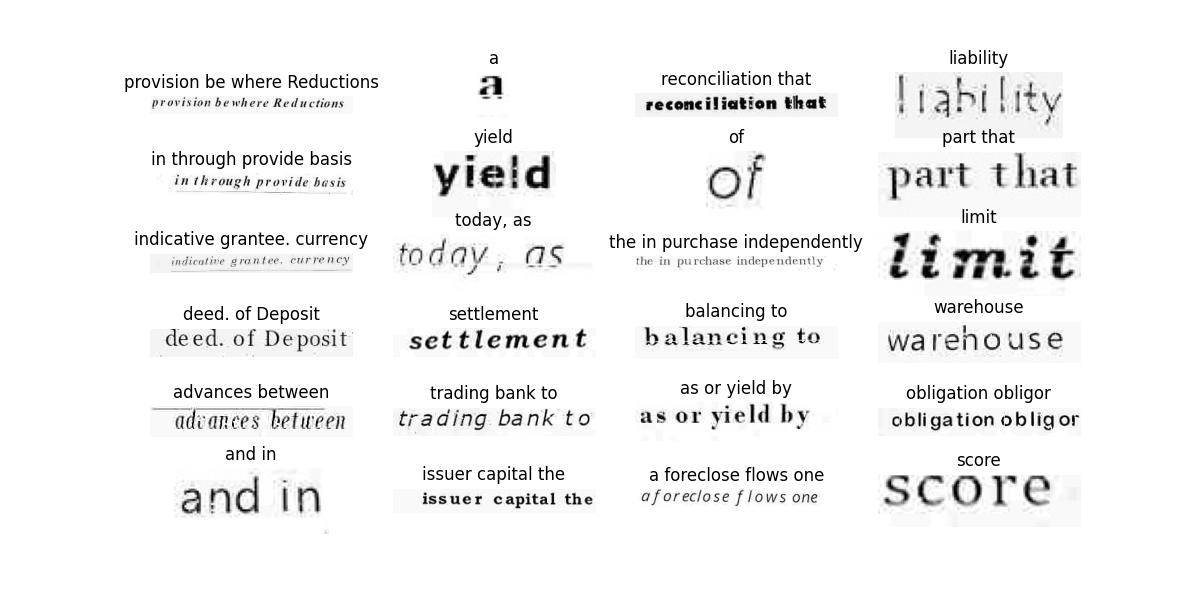 provision be where Reductions
provision be where Reductions
a
a
reconciliation that
reconciliation that
liability
liability
in through provide basis
in through provide basis
yield
yield
of
of
part that
part that
indicative grantee. currency
indicative grantee. currency
today, as
today, as
the in purchase independently
the in purchase independently
limit
limit
deed. of Deposit
deed. of Deposit
settlement
settlement
balancing to
balancing to
warehouse
warehouse
advances between
advances between
trading bank to
trading bank to
as or yield by
as or yield by
obligation obligor
obligation obligor
and in
and in
issuer capital the
issuer capital the
a foreclose flows one
a foreclose flows one
score
score